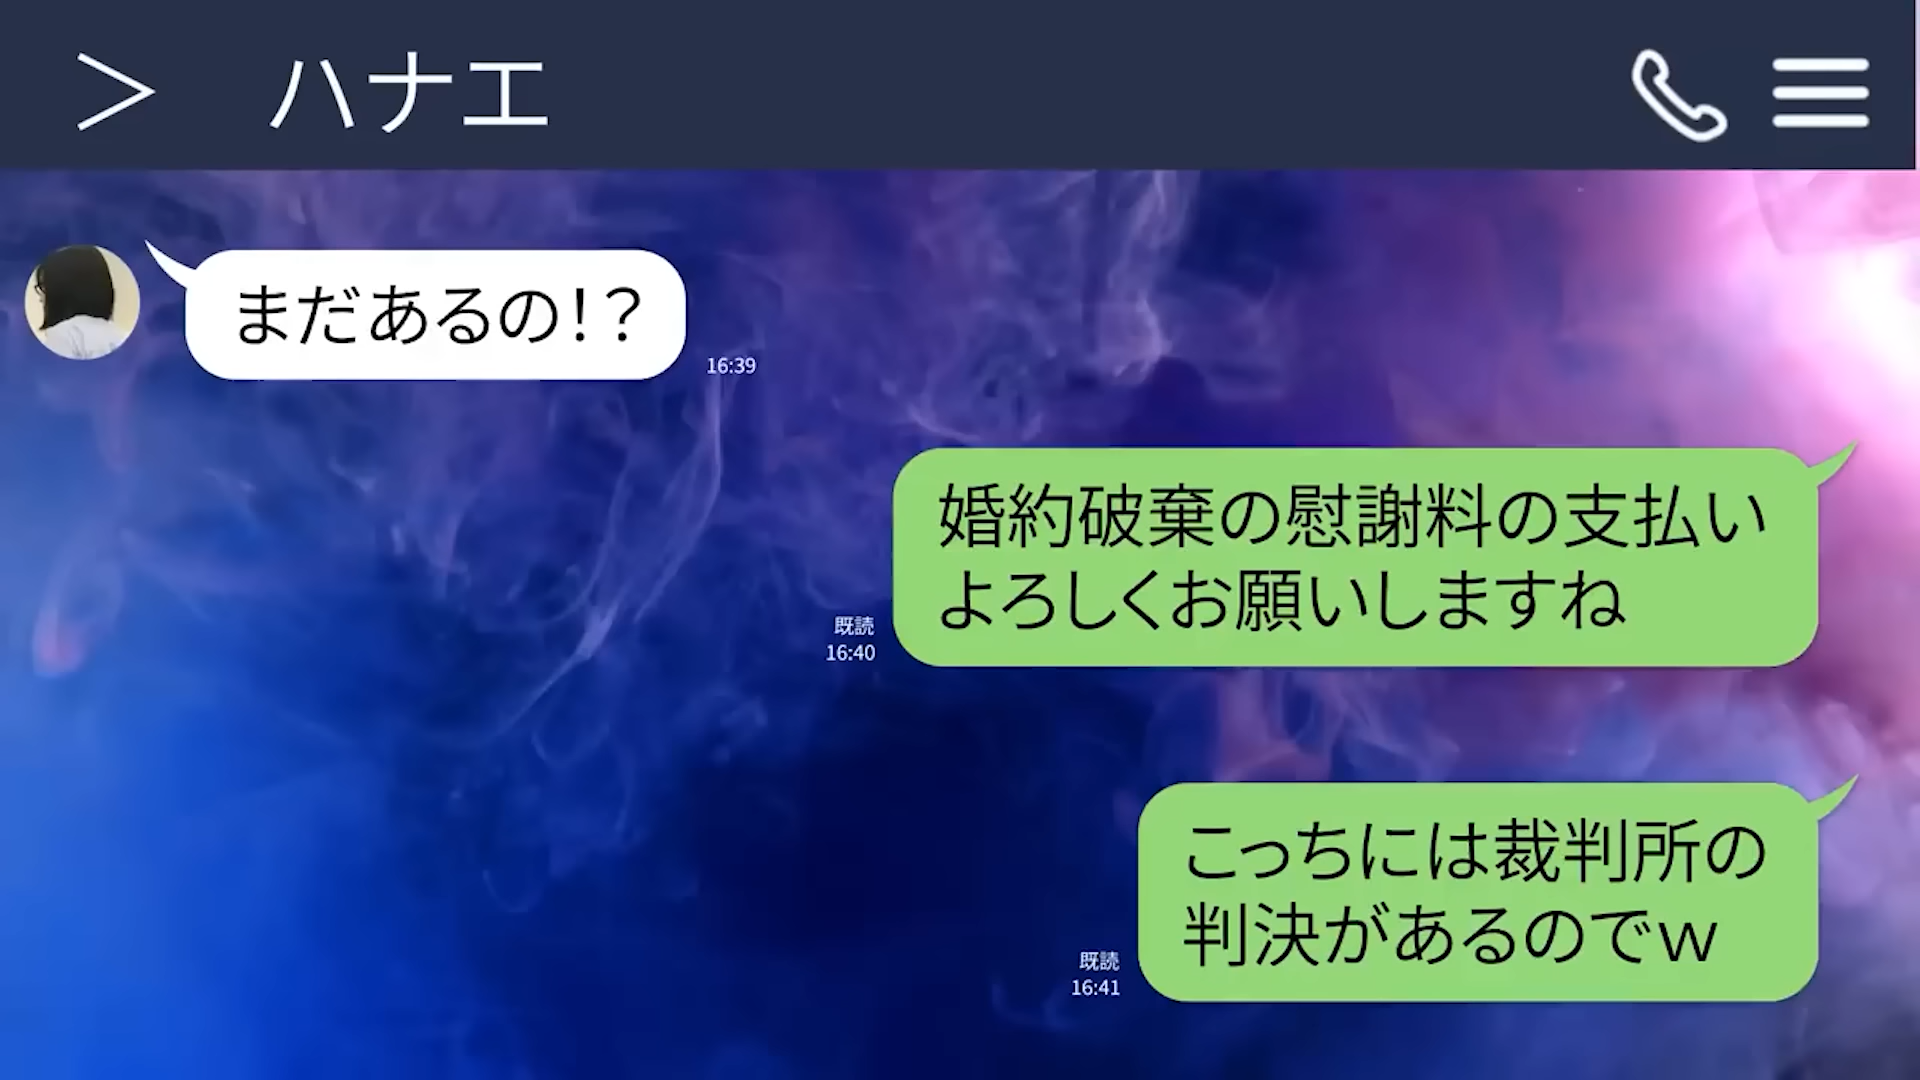 ＞ ハナエ
まだあるの！？
16:39
婚約破棄の慰謝料の支払い
よろしくお願いしますね
既読
16:40
こっちには裁判所の
判決があるのでｗ
既読
16:41